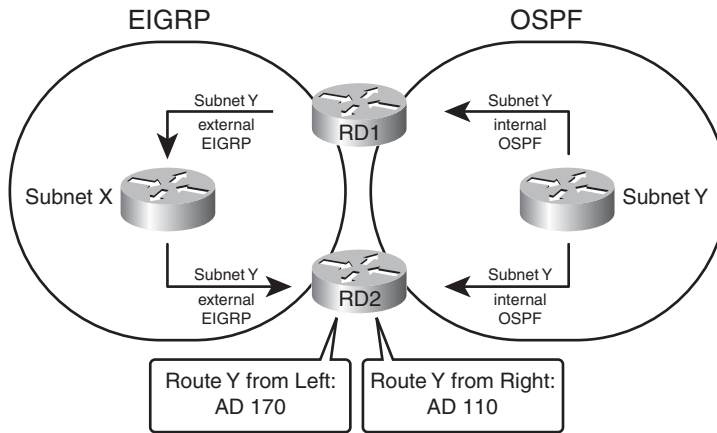 EIGRP
OSPF
Subnet Y
external
EIGRP
RD1
Subnet Y
internal
OSPF
Subnet X
Subnet Y
Subnet Y
external
EIGRP
RD2
Subnet Y
internal
OSPF
Route Y from Left:
AD 170
Route Y from Right:
AD 110